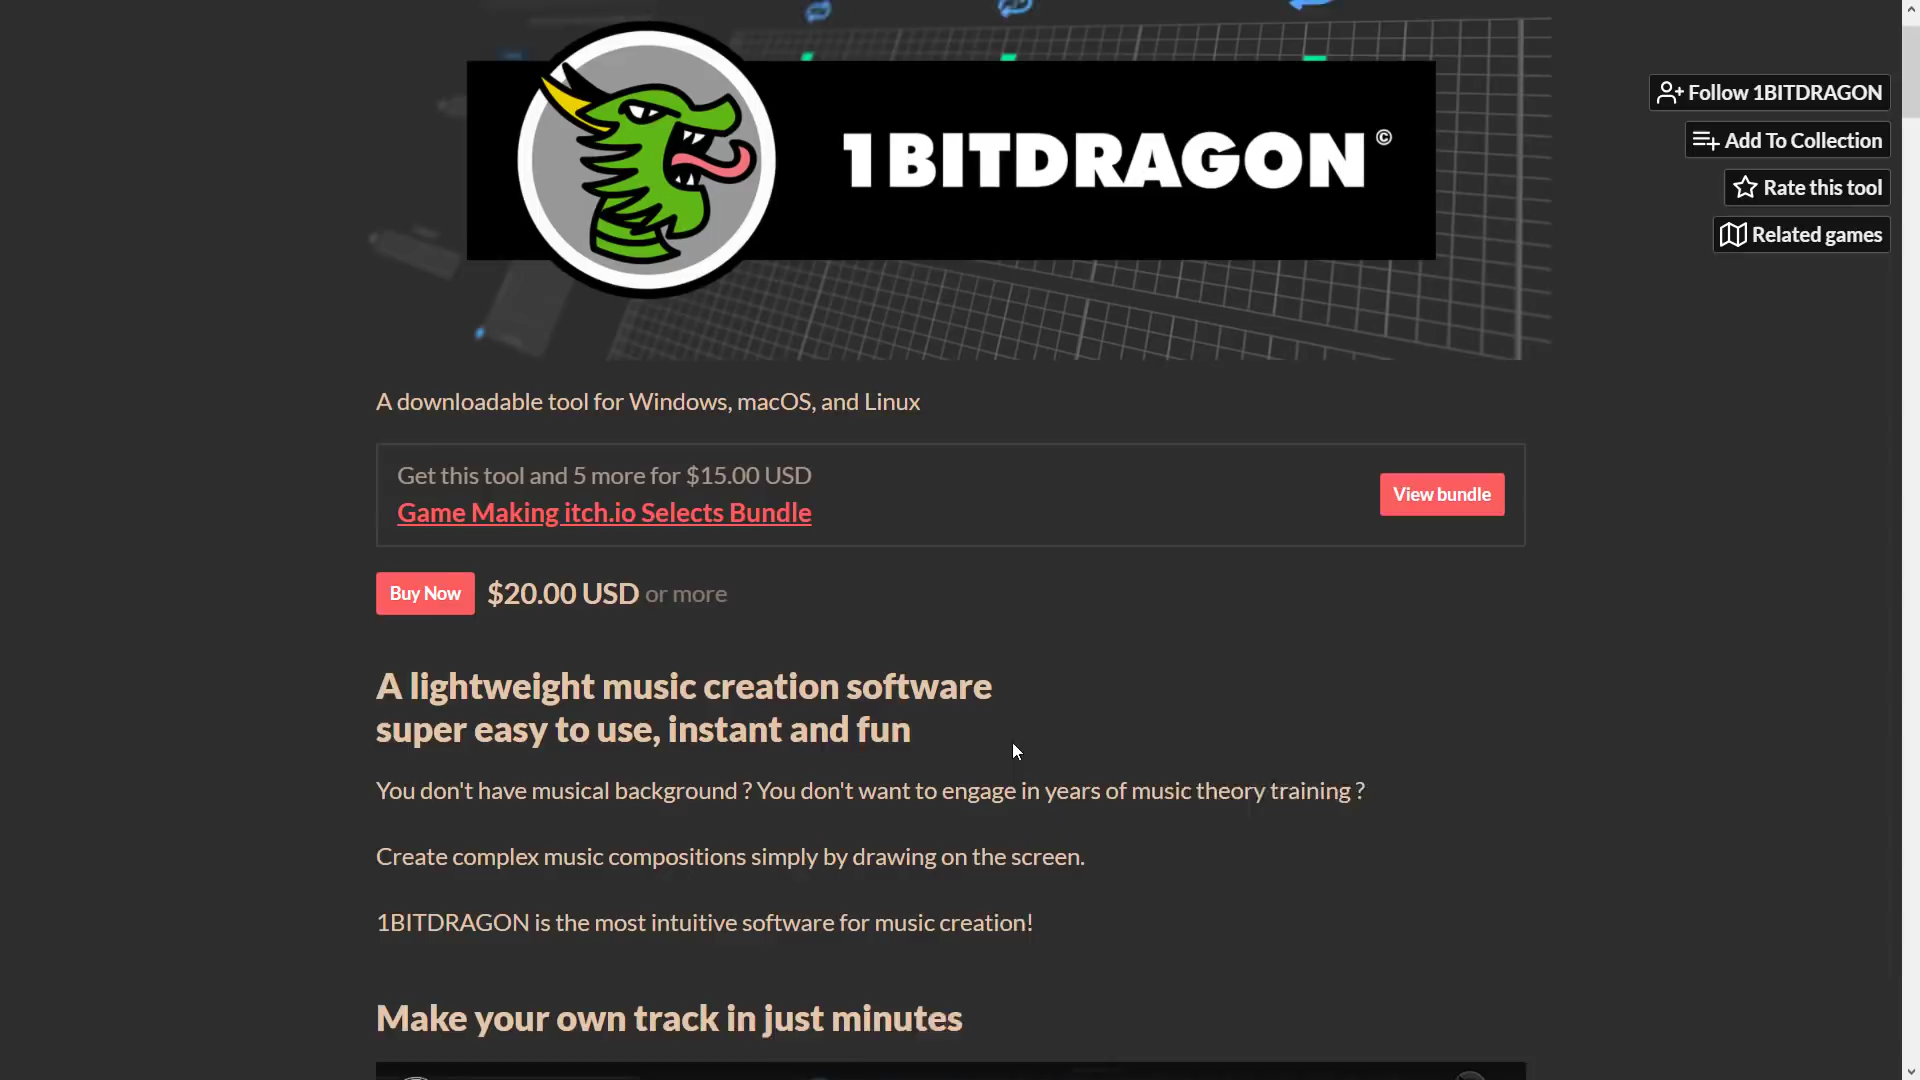 1BITDRAGON©
Follow 1BITDRAGON
Add To Collection
Rate this tool
Related games
A downloadable tool for Windows, macOS, and Linux
Get this tool and 5 more for $15.00 USD
Game Making itch.io Selects Bundle
View bundle
Buy Now $20.00 USD or more
A lightweight music creation software
super easy to use, instant and fun
You don't have musical background ? You don't want to engage in years of music theory training ?
Create complex music compositions simply by drawing on the screen.
1BITDRAGON is the most intuitive software for music creation!
Make your own track in just minutes